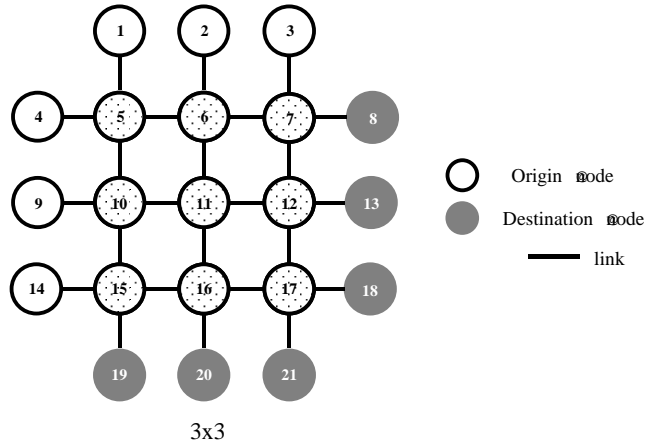 1 2 3
4 5 6 7 8
9 10 11 12 13
14 15 16 17 18
19 20 21
Origin node
Destination node
link
3x3